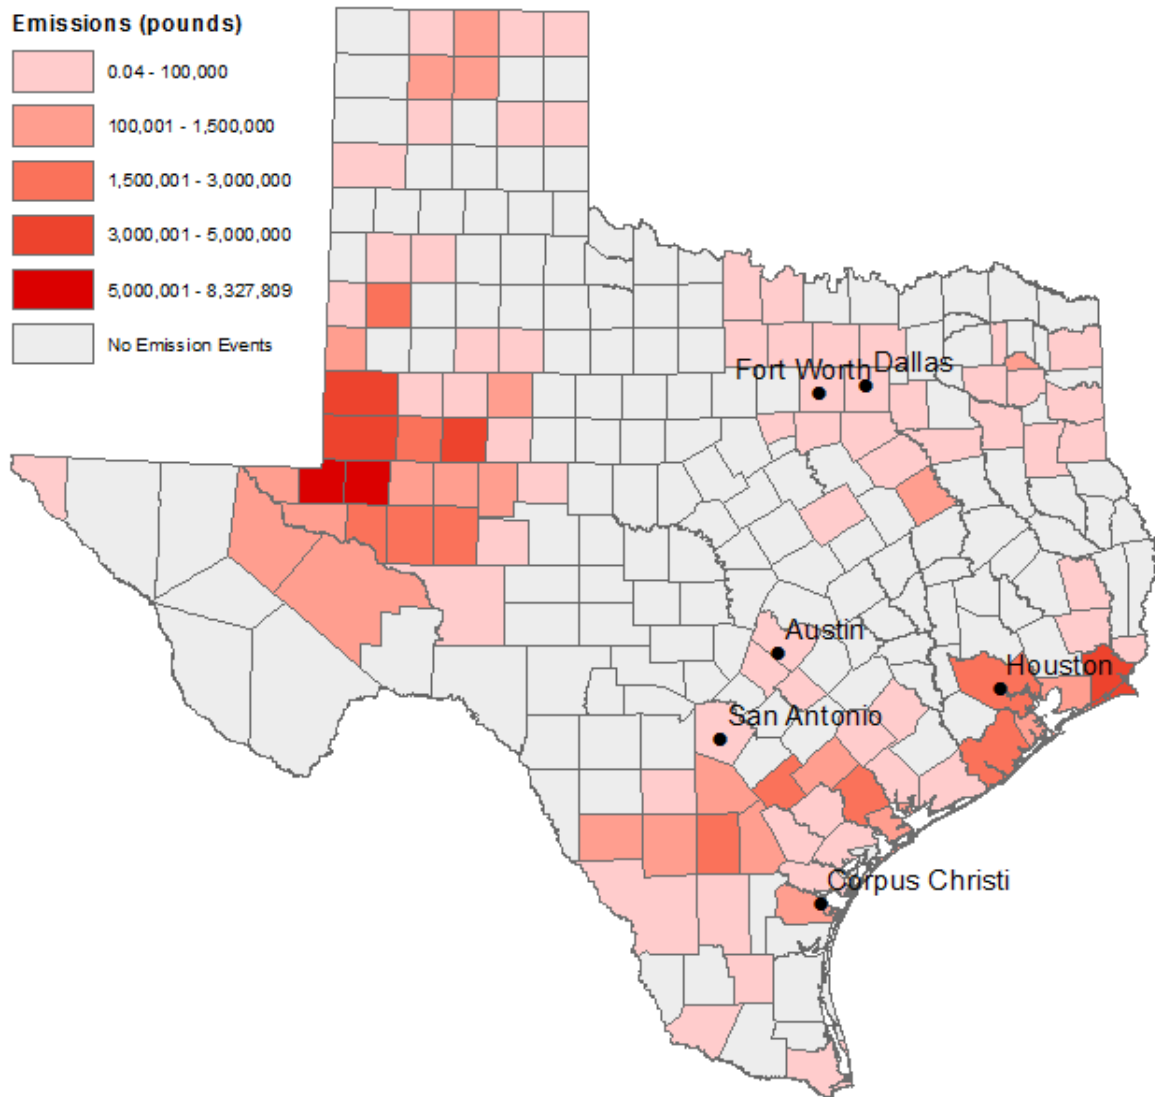 Emissions (pounds)
0.04 - 100,000
100,001 - 1,500,000
1,500,001 - 3,000,000
3,000,001 - 5,000,000
5,000,001 - 8,327,809
No Emission Events
Fort Worth
Dallas
Austin
Houston
San Antonio
Corpus Christi